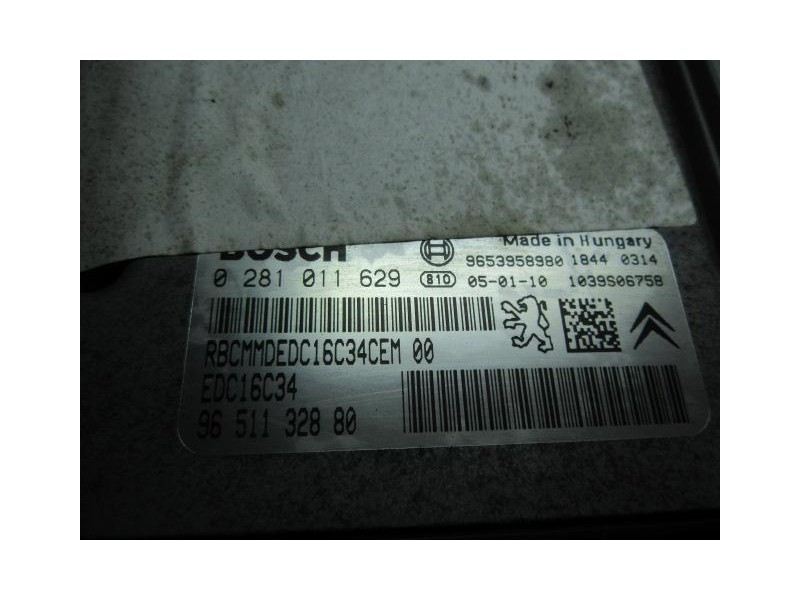 BOSCH
Made in Hungary
9653958980 1844 0314
0 281 011 629 810 05-01-10 1039S06758
RBCMMDEDC16C34CEM 00
EDC16C34
96 511 328 80